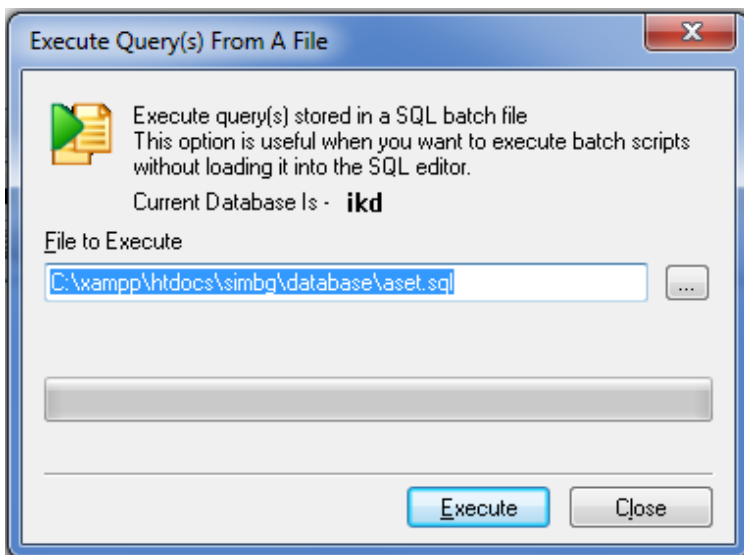 Execute Query(s) From A File
Execute query(s) stored in a SQL batch file
This option is useful when you want to execute batch scripts
without loading it into the SQL editor.
Current Database Is - ikd
File to Execute
C:\xampp\htdocs\simbg\database\aset.sql
...
Execute
Close